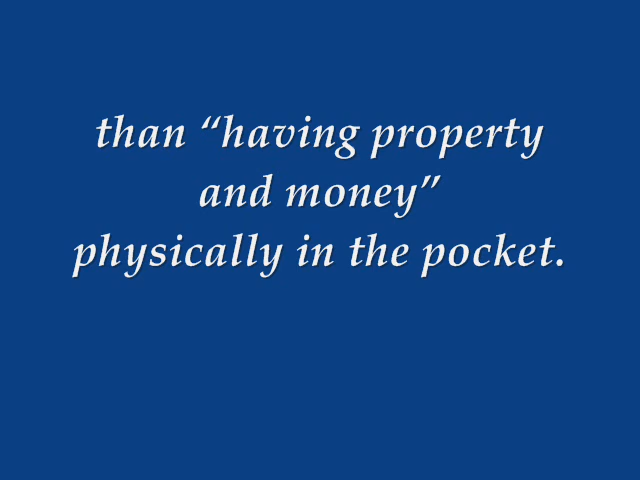 than “having property
and money”
physically in the pocket.